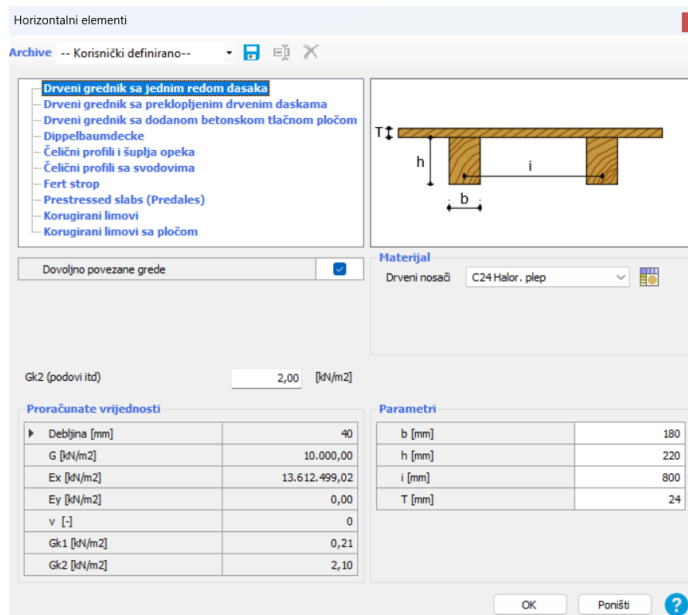 Horizontalni elementi
Archive -- Korisnički definirano--
Drveni grednik sa jednim redom dasaka
Drveni grednik sa preklopljenim drvenim daskama
Drveni grednik sa dodanom betonskom tlačnom pločom
Dippelbaumdecke
Čelični profili i šuplja opeka
Čelični profili sa svodovima
Fert strop
Prestressed slabs (Predales)
Korugirani limovi
Korugirani limovi sa pločom
T
h
i
b
Dovoljno povezane grede
Materijal
Drveni nosači C24 Halor. plep
Gk2 (podovi itd) 2,00 [kN/m2]
Proračunate vrijednosti
Debljina [mm] 40
G [kN/m2] 10.000,00
Ex [kN/m2] 13.612.499,02
Ey [kN/m2] 0,00
v [-] 0
Gk1 [kN/m2] 0,21
Gk2 [kN/m2] 2,10
Parametri
b [mm] 180
h [mm] 220
i [mm] 800
T [mm] 24
OK Poništi ?